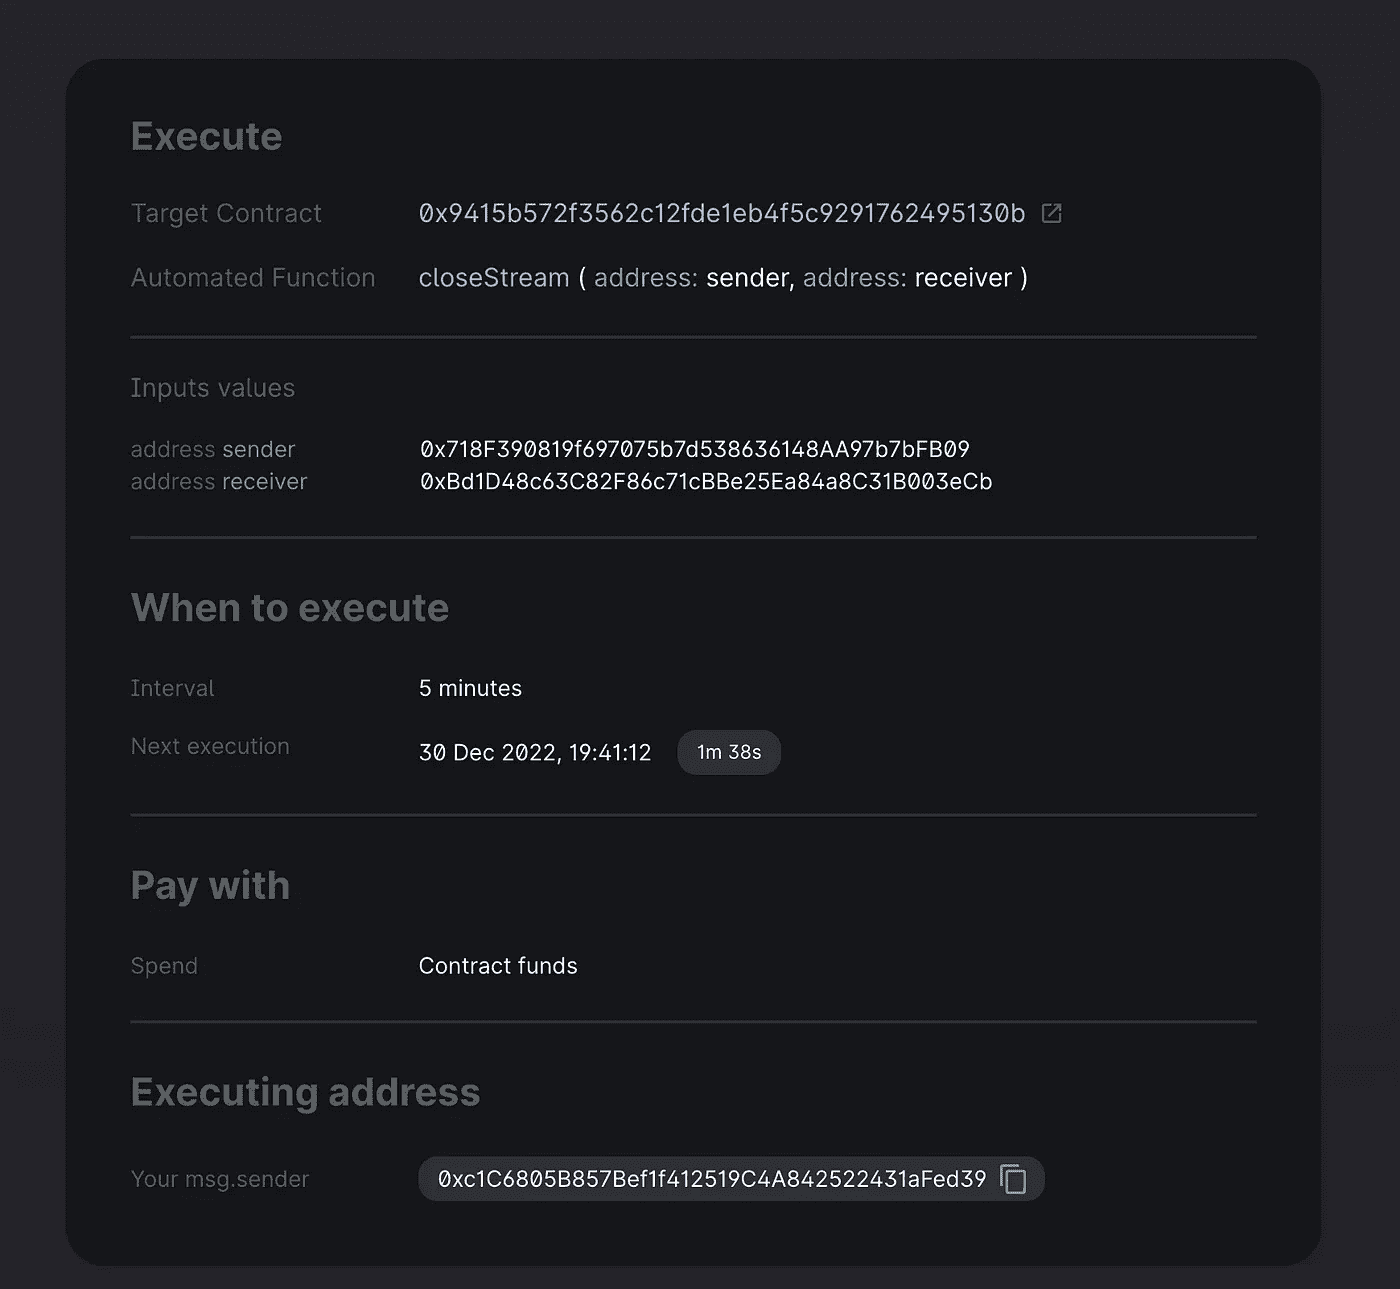 Execute
Target Contract 0x9415b572f3562c12fde1eb4f5c9291762495130b
Automated Function closeStream ( address: sender, address: receiver )
Inputs values
address sender 0x718F390819f697075b7d538636148AA97b7bFB09
address receiver 0xBd1D48c63C82F86c71cBBe25Ea84a8C31B003eCb
When to execute
Interval 5 minutes
Next execution 30 Dec 2022, 19:41:12 1m 38s
Pay with
Spend Contract funds
Executing address
Your msg.sender 0xc1C6805B857Bef1f412519C4A842522431aFed39